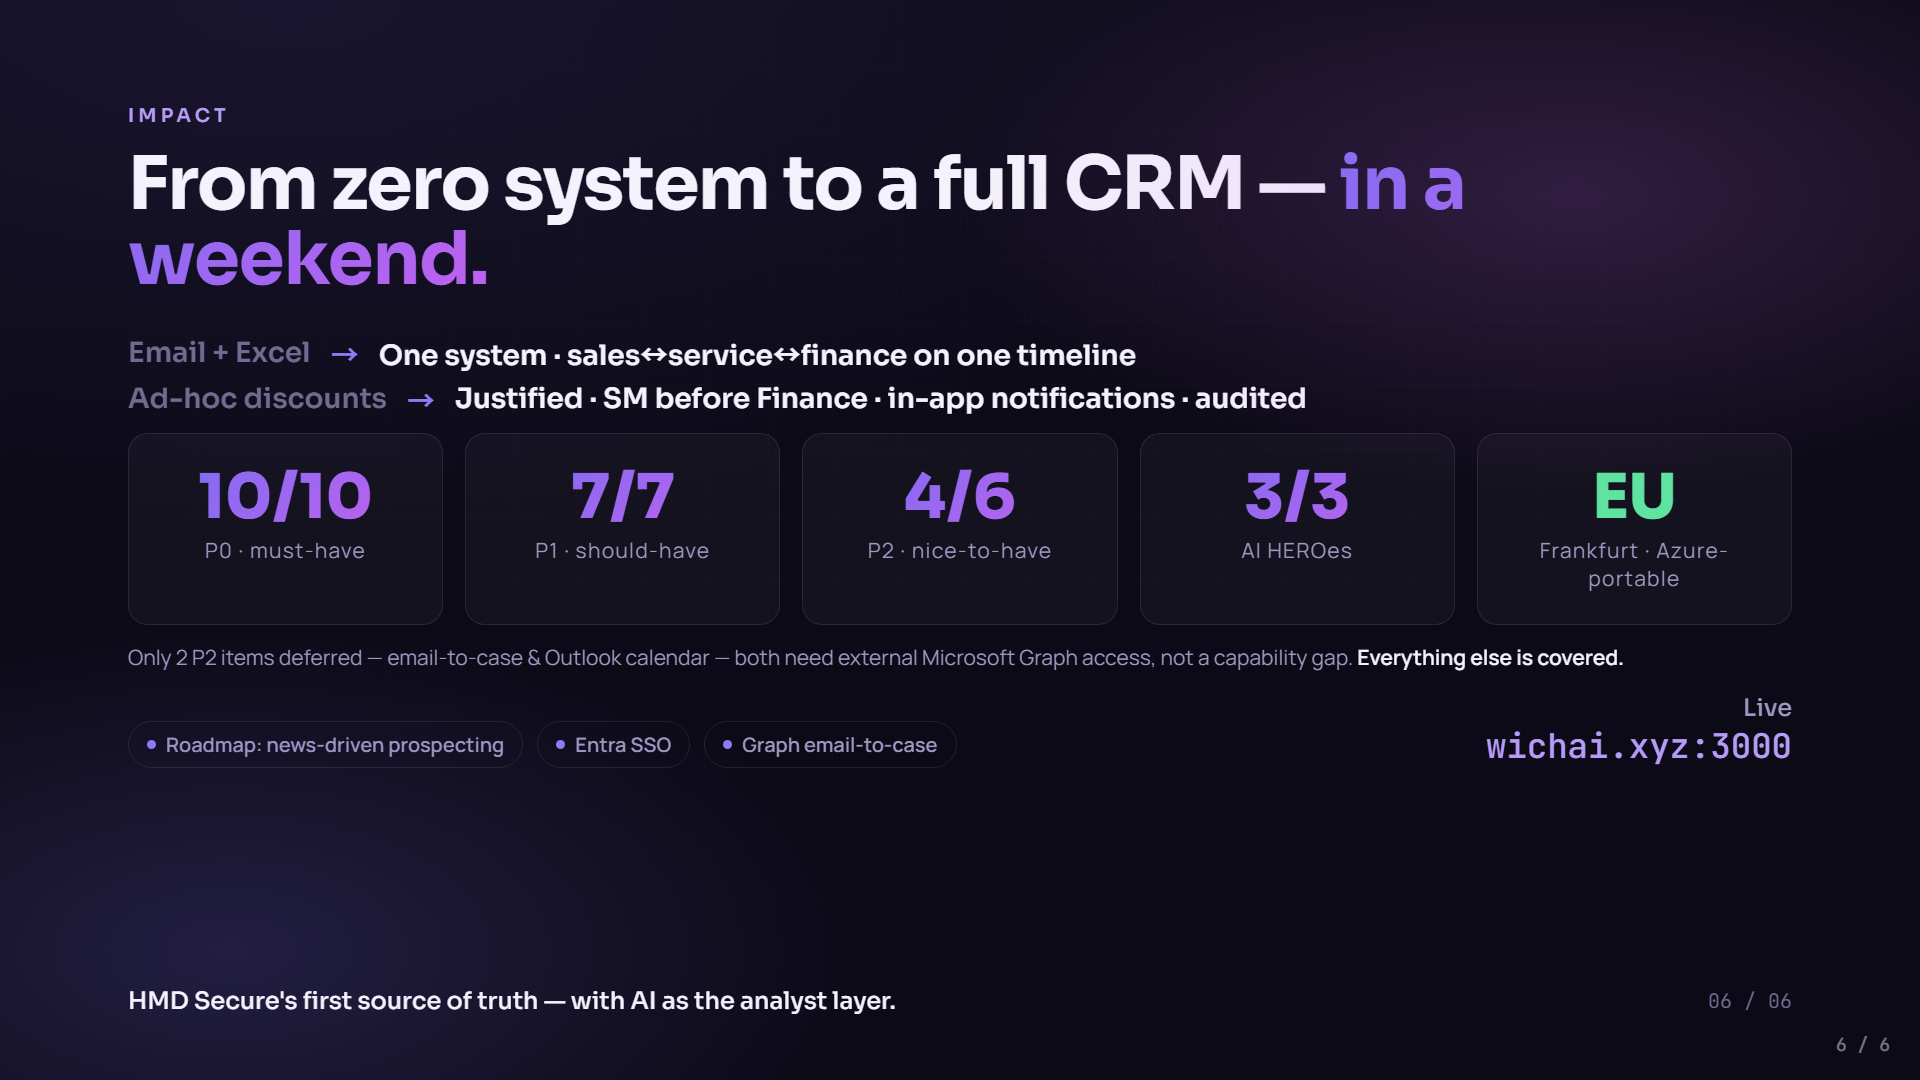 IMPACT
From zero system to a full CRM — in a
weekend.
Email + Excel → One system · sales↔service↔finance on one timeline
Ad-hoc discounts → Justified · SM before Finance · in-app notifications · audited
10/10
P0 · must-have
7/7
P1 · should-have
4/6
P2 · nice-to-have
3/3
AI HEROes
EU
Frankfurt · Azure-
portable
Only 2 P2 items deferred — email-to-case & Outlook calendar — both need external Microsoft Graph access, not a capability gap. Everything else is covered.
Roadmap: news-driven prospecting
Entra SSO
Graph email-to-case
Live
wichai.xyz:3000
HMD Secure's first source of truth — with AI as the analyst layer.
06 / 06
6 / 6